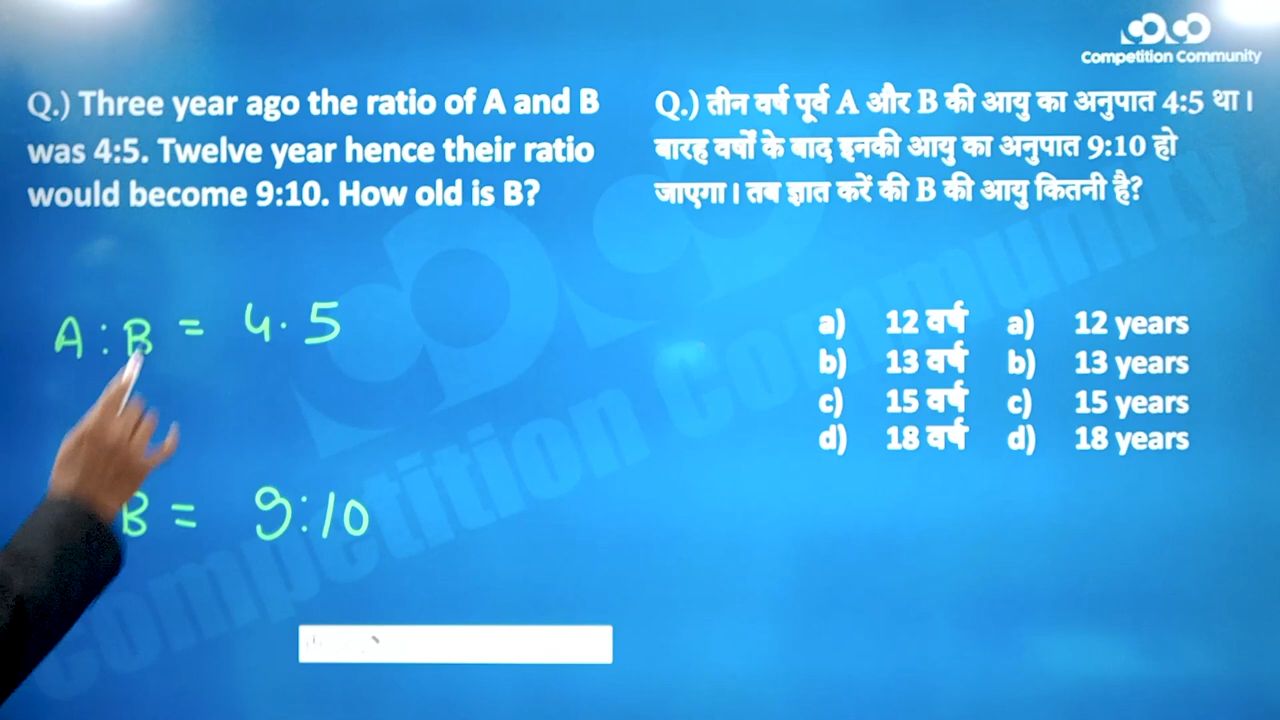 Competition Community
Q.) Three year ago the ratio of A and B
was 4:5. Twelve year hence their ratio
would become 9:10. How old is B?
Q.) तीन वर्ष पूर्व A और B की आयु का अनुपात 4:5 था।
बारह वर्षों के बाद इनकी आयु का अनुपात 9:10 हो
जाएगा। तब ज्ञात करें की B की आयु कितनी है?
A : B = 4 . 5
B = 9:10
a) 12 वर्ष a) 12 years
b) 13 वर्ष b) 13 years
c) 15 वर्ष c) 15 years
d) 18 वर्ष d) 18 years
Competition Community